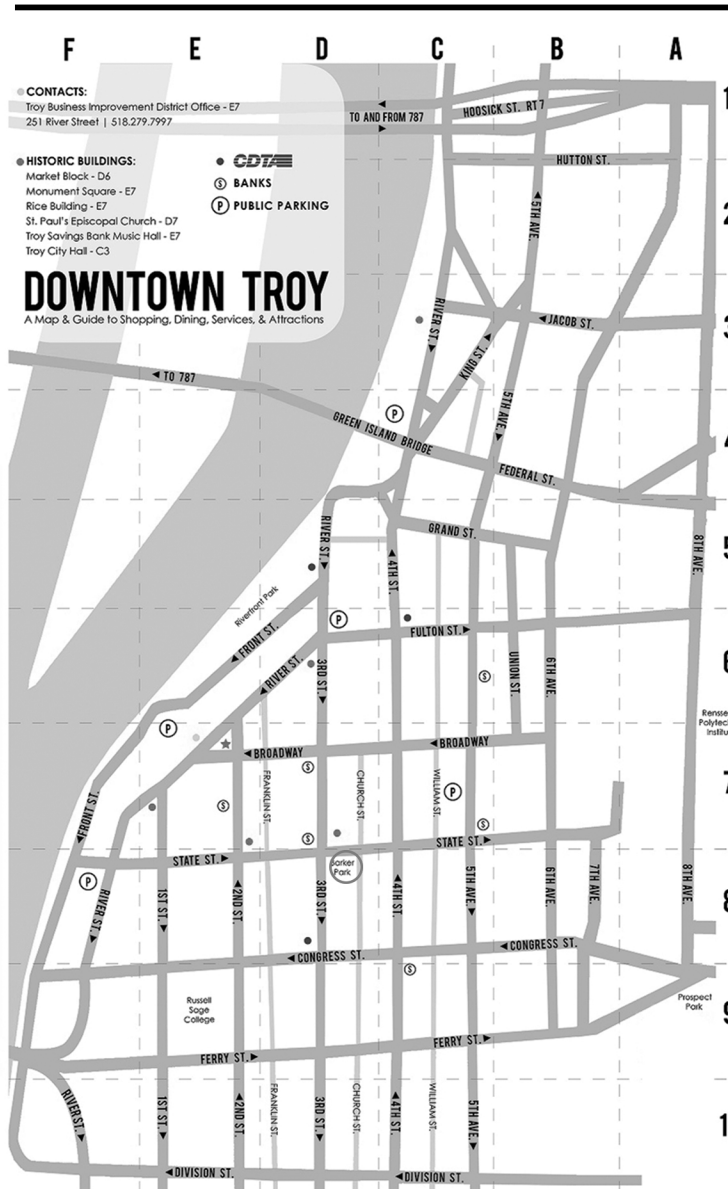 F E D C B A
1
CONTACTS:
Troy Business Improvement District Office - E7
251 River Street | 518.279.7997
TO AND FROM 787
HOOSICK ST. RT 7
HISTORIC BUILDINGS:
Market Block - D6
Monument Square - E7
Rice Building - E7
St. Paul's Episcopal Church - D7
Troy Savings Bank Music Hall - E7
Troy City Hall - C3
CDTA
BANKS
P PUBLIC PARKING
HUTTON ST.
2
5TH AVE.
DOWNTOWN TROY
A Map & Guide to Shopping, Dining, Services, & Attractions
RIVER ST.
JACOB ST.
3
KING ST.
TO 787
P
5TH AVE.
GREEN ISLAND BRIDGE
4
FEDERAL ST.
RIVER ST.
GRAND ST.
4TH ST.
8TH AVE.
5
Riverfront Park
P
FRONT ST.
FULTON ST.
RIVER ST.
3RD ST.
UNION ST.
6TH AVE.
6
P
BROADWAY
BROADWAY
FRANKLIN ST.
CHURCH ST.
WILLIAM ST.
P
7
FRONT ST.
STATE ST.
STATE ST.
Parker
Park
P
RIVER ST.
1ST ST.
2ND ST.
3RD ST.
4TH ST.
5TH AVE.
6TH AVE.
7TH AVE.
8TH AVE.
8
CONGRESS ST.
CONGRESS ST.
Russell
Sage
College
Prospect
Park
9
FERRY ST.
FERRY ST.
RIVER ST.
1ST ST.
2ND ST.
FRANKLIN ST.
3RD ST.
CHURCH ST.
4TH ST.
WILLIAM ST.
5TH AVE.
1
DIVISION ST.
DIVISION ST.